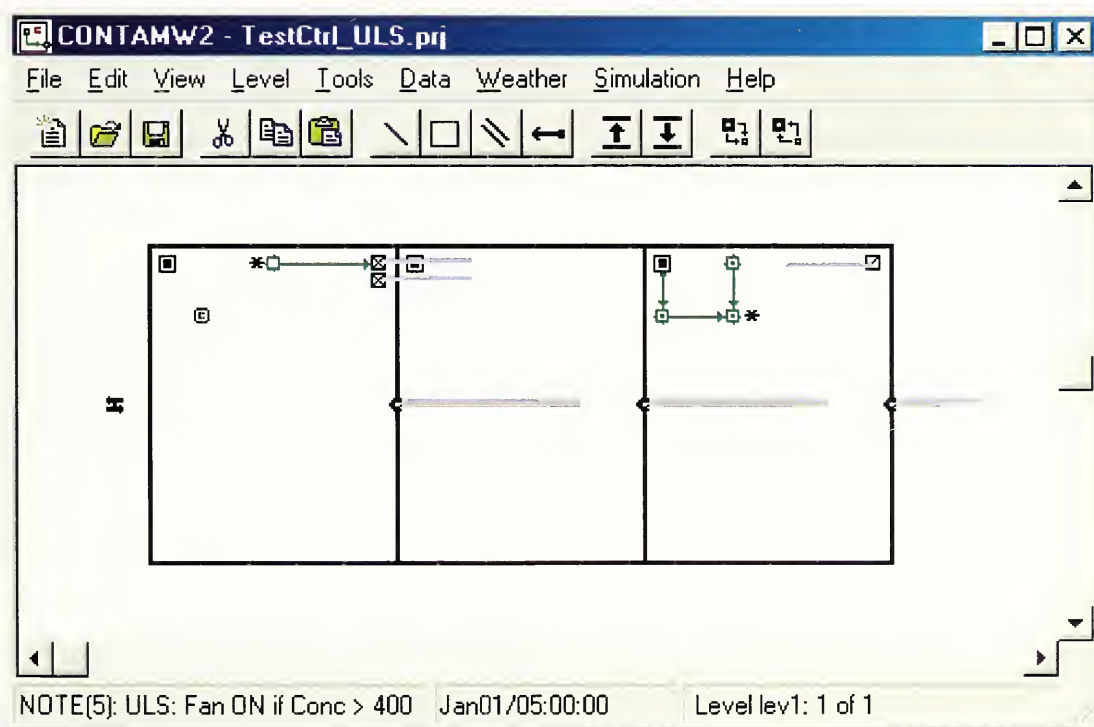 CONTAMW2 - TestCtrl_ULS.prj
File Edit View Level Tools Data Weather Simulation Help
NOTE(5): ULS: Fan ON if Conc > 400 Jan01/05:00:00 Level lev1: 1 of 1